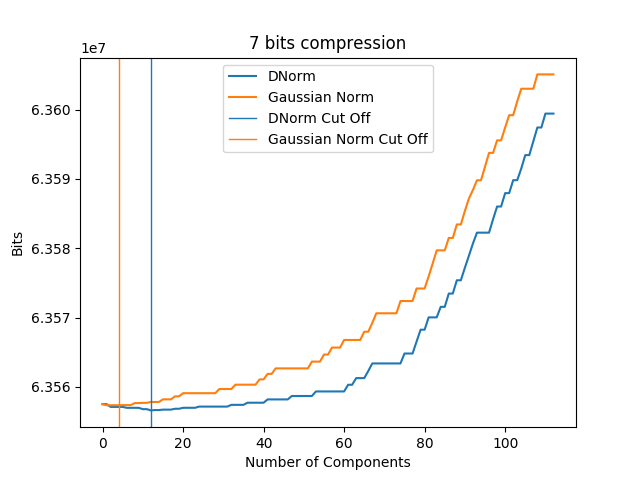 7 bits compression
1e7
DNorm
Gaussian Norm
DNorm Cut Off
Gaussian Norm Cut Off
6.360
6.359
6.358
6.357
6.356
Bits
0 20 40 60 80 100
Number of Components